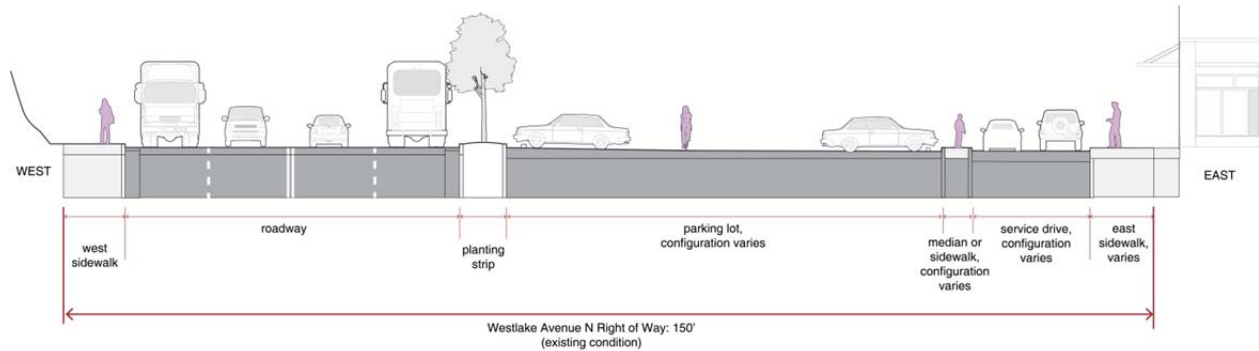 WEST
EAST
west
sidewalk
roadway
planting
strip
parking lot,
configuration varies
median or
sidewalk,
configuration
varies
service drive,
configuration
varies
east
sidewalk,
varies
Westlake Avenue N Right of Way: 150'
(existing condition)